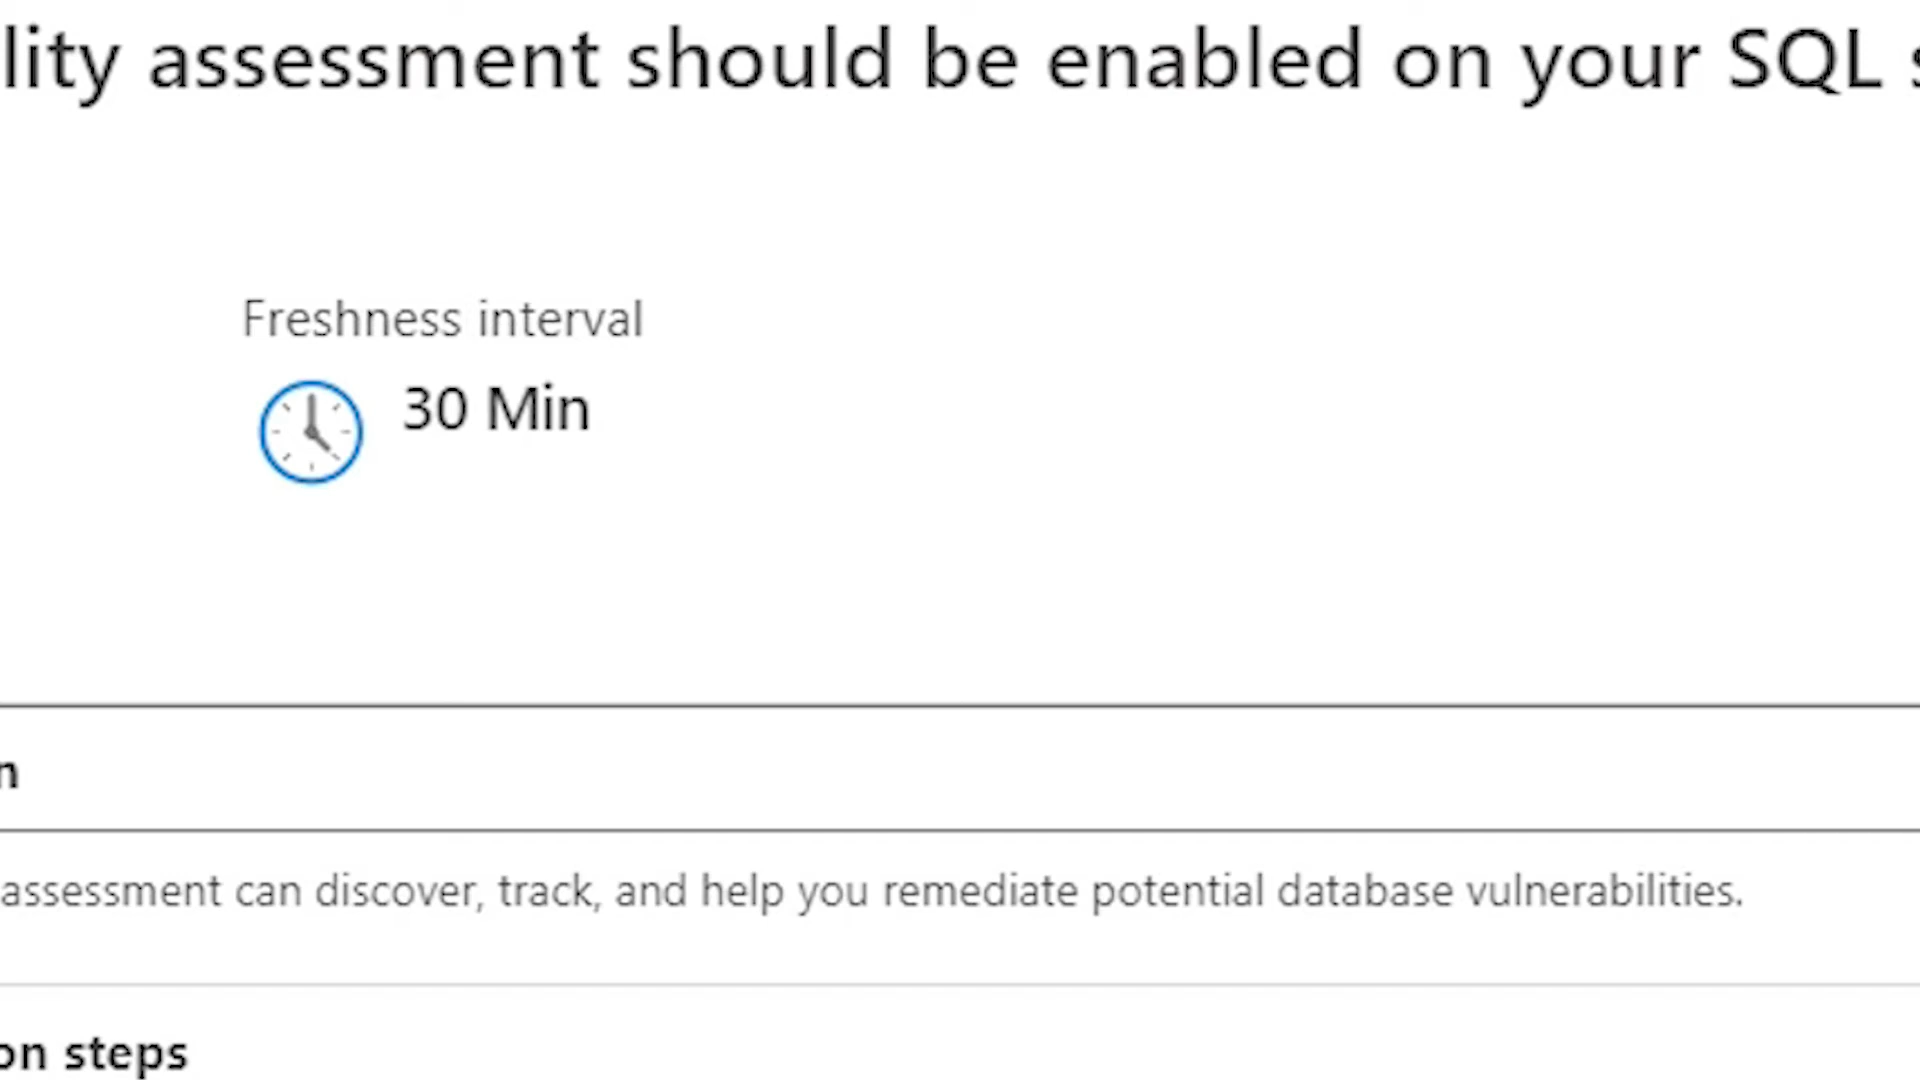 lity assessment should be enabled on your SQL s
Freshness interval
30 Min
n
assessment can discover, track, and help you remediate potential database vulnerabilities.
on steps